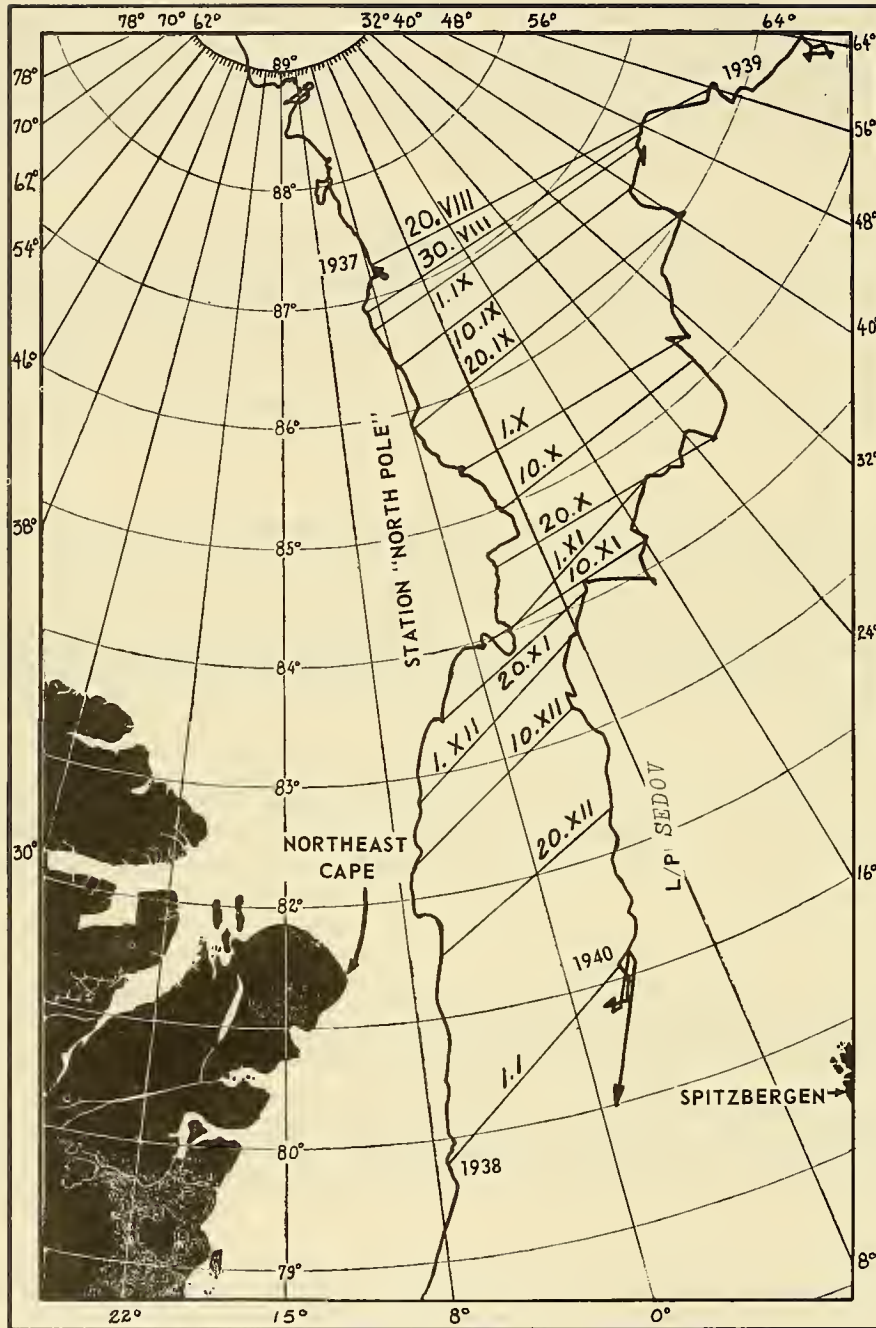 78° 70° 62° 32° 40° 48° 56° 64°
64°
78°
70°
62°
54°
46°
38°
30°
56°
48°
40°
32°
24°
16°
8°
89°
88°
87°
86°
85°
84°
83°
82°
80°
79°
1939
1937
20.VIII
30.VIII
1.IX
10.IX
20.IX
1.X
10.X
20.X
1.XI
10.XI
20.XI
1.XII
10.XII
20.XII
1.I
STATION "NORTH POLE"
L/P SEDOV
NORTHEAST
CAPE
1940
SPITZBERGEN
1938
22° 15° 8° 0°